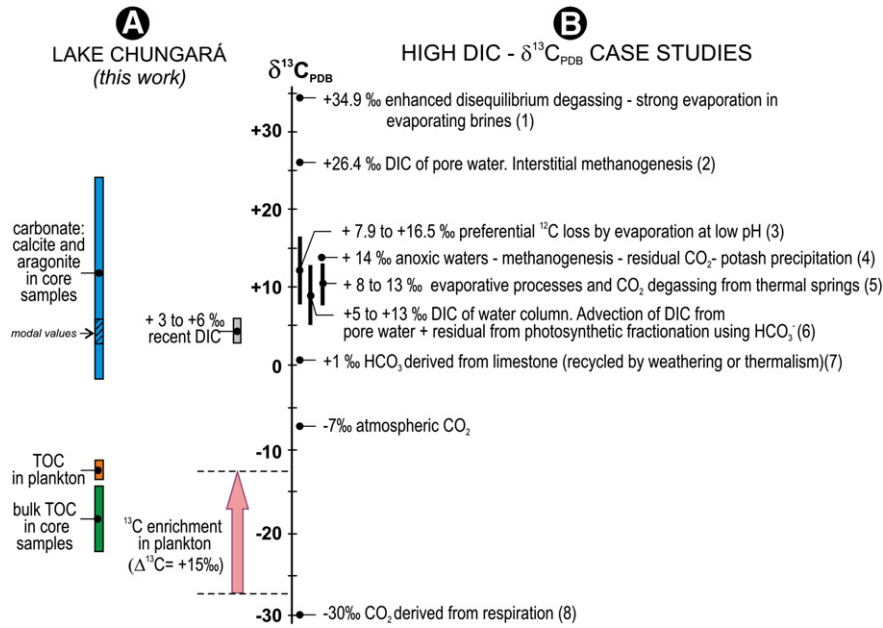 A
LAKE CHUNGARÁ
(this work)
B
HIGH DIC - δ¹³C_PDB CASE STUDIES
δ¹³C_PDB
+30
+20
+10
0
-10
-20
-30
carbonate:
calcite and
aragonite
in core
samples
modal values
+ 3 to +6 ‰
recent DIC
TOC
in plankton
bulk TOC
in core
samples
¹³C enrichment
in plankton
(Δ¹³C= +15‰)
+34.9 ‰ enhanced disequilibrium degassing - strong evaporation in
evaporating brines (1)
+26.4 ‰ DIC of pore water. Interstitial methanogenesis (2)
+ 7.9 to +16.5 ‰ preferential ¹²C loss by evaporation at low pH (3)
+ 14 ‰ anoxic waters - methanogenesis - residual CO₂- potash precipitation (4)
+ 8 to 13 ‰ evaporative processes and CO₂ degassing from thermal springs (5)
+5 to +13 ‰ DIC of water column. Advection of DIC from
pore water + residual from photosynthetic fractionation using HCO₃⁻(6)
+1 ‰ HCO₃ derived from limestone (recycled by weathering or thermalism)(7)
-7‰ atmospheric CO₂
-30‰ CO₂ derived from respiration (8)